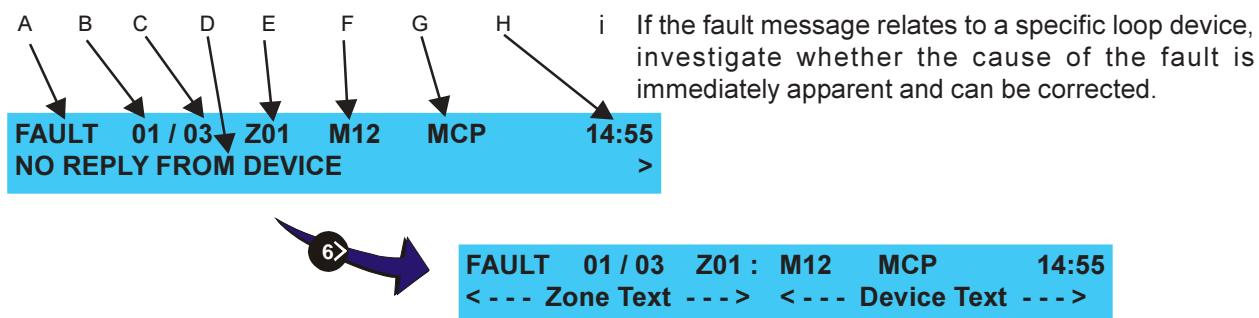 A B C D E F G H
i If the fault message relates to a specific loop device,
investigate whether the cause of the fault is
immediately apparent and can be corrected.
FAULT 01 / 03 Z01 M12 MCP 14:55
NO REPLY FROM DEVICE >
6>
FAULT 01 / 03 Z01 : M12 MCP 14:55
< - - - Zone Text - - - > < - - - Device Text - - - >